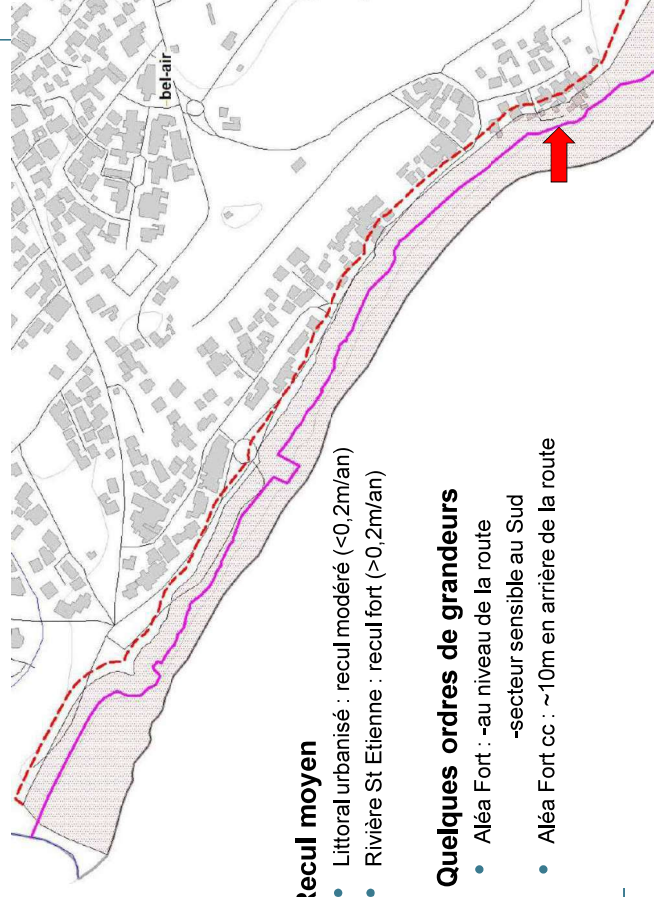 bel-air
Recul moyen
• Littoral urbanisé : recul modéré (<0,2m/an)
• Rivière St Etienne : recul fort (>0,2m/an)
Quelques ordres de grandeurs
• Aléa Fort : -au niveau de la route
-secteur sensible au Sud
• Aléa Fort cc : ~10m en arrière de la route